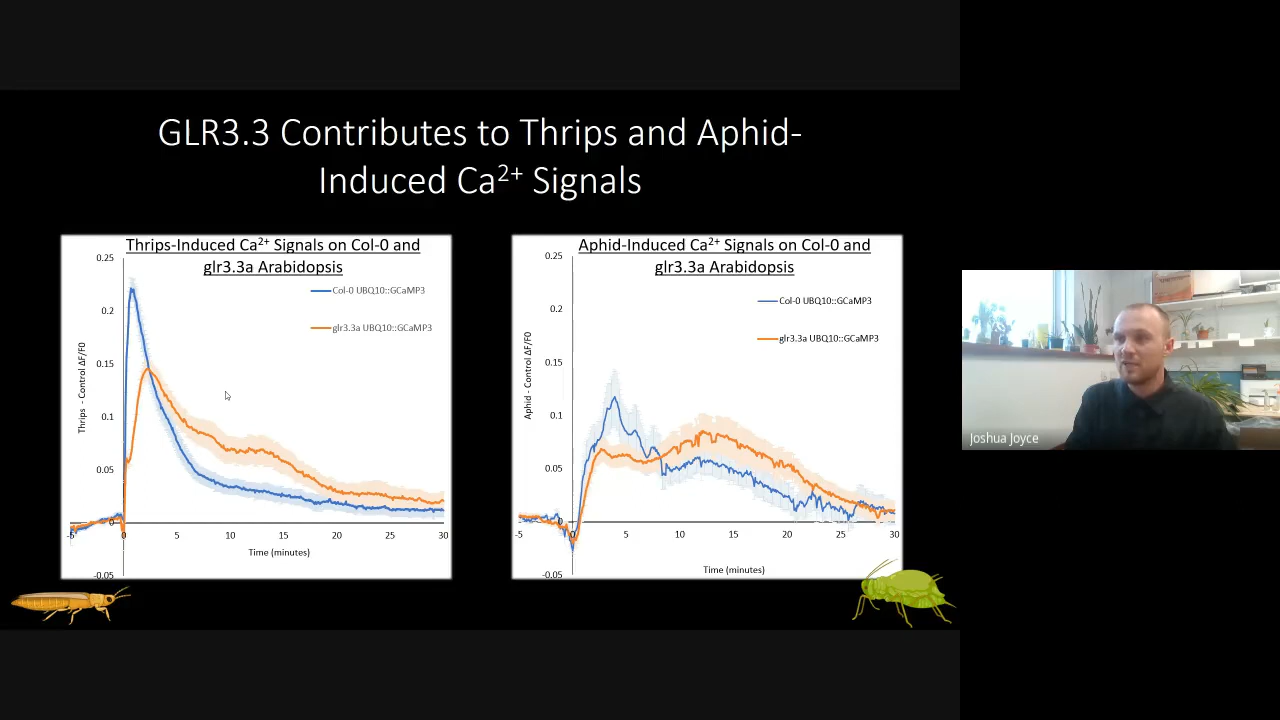 GLR3.3 Contributes to Thrips and Aphid-
Induced Ca²⁺ Signals
Thrips-Induced Ca²⁺ Signals on Col-0 and
glr3.3a Arabidopsis
0.25
0.2
0.15
0.1
0.05
0
-0.05
Thrips - Control ΔF/F0
Col-0 UBQ10::GCaMP3
glr3.3a UBQ10::GCaMP3
-5 0 5 10 15 20 25 30
Time (minutes)
Aphid-Induced Ca²⁺ Signals on Col-0 and
glr3.3a Arabidopsis
0.25
0.2
0.15
0.1
0.05
0
-0.05
Aphid - Control ΔF/F0
Col-0 UBQ10::GCaMP3
glr3.3a UBQ10::GCaMP3
-5 0 5 10 15 20 25 30
Time (minutes)
Joshua Joyce